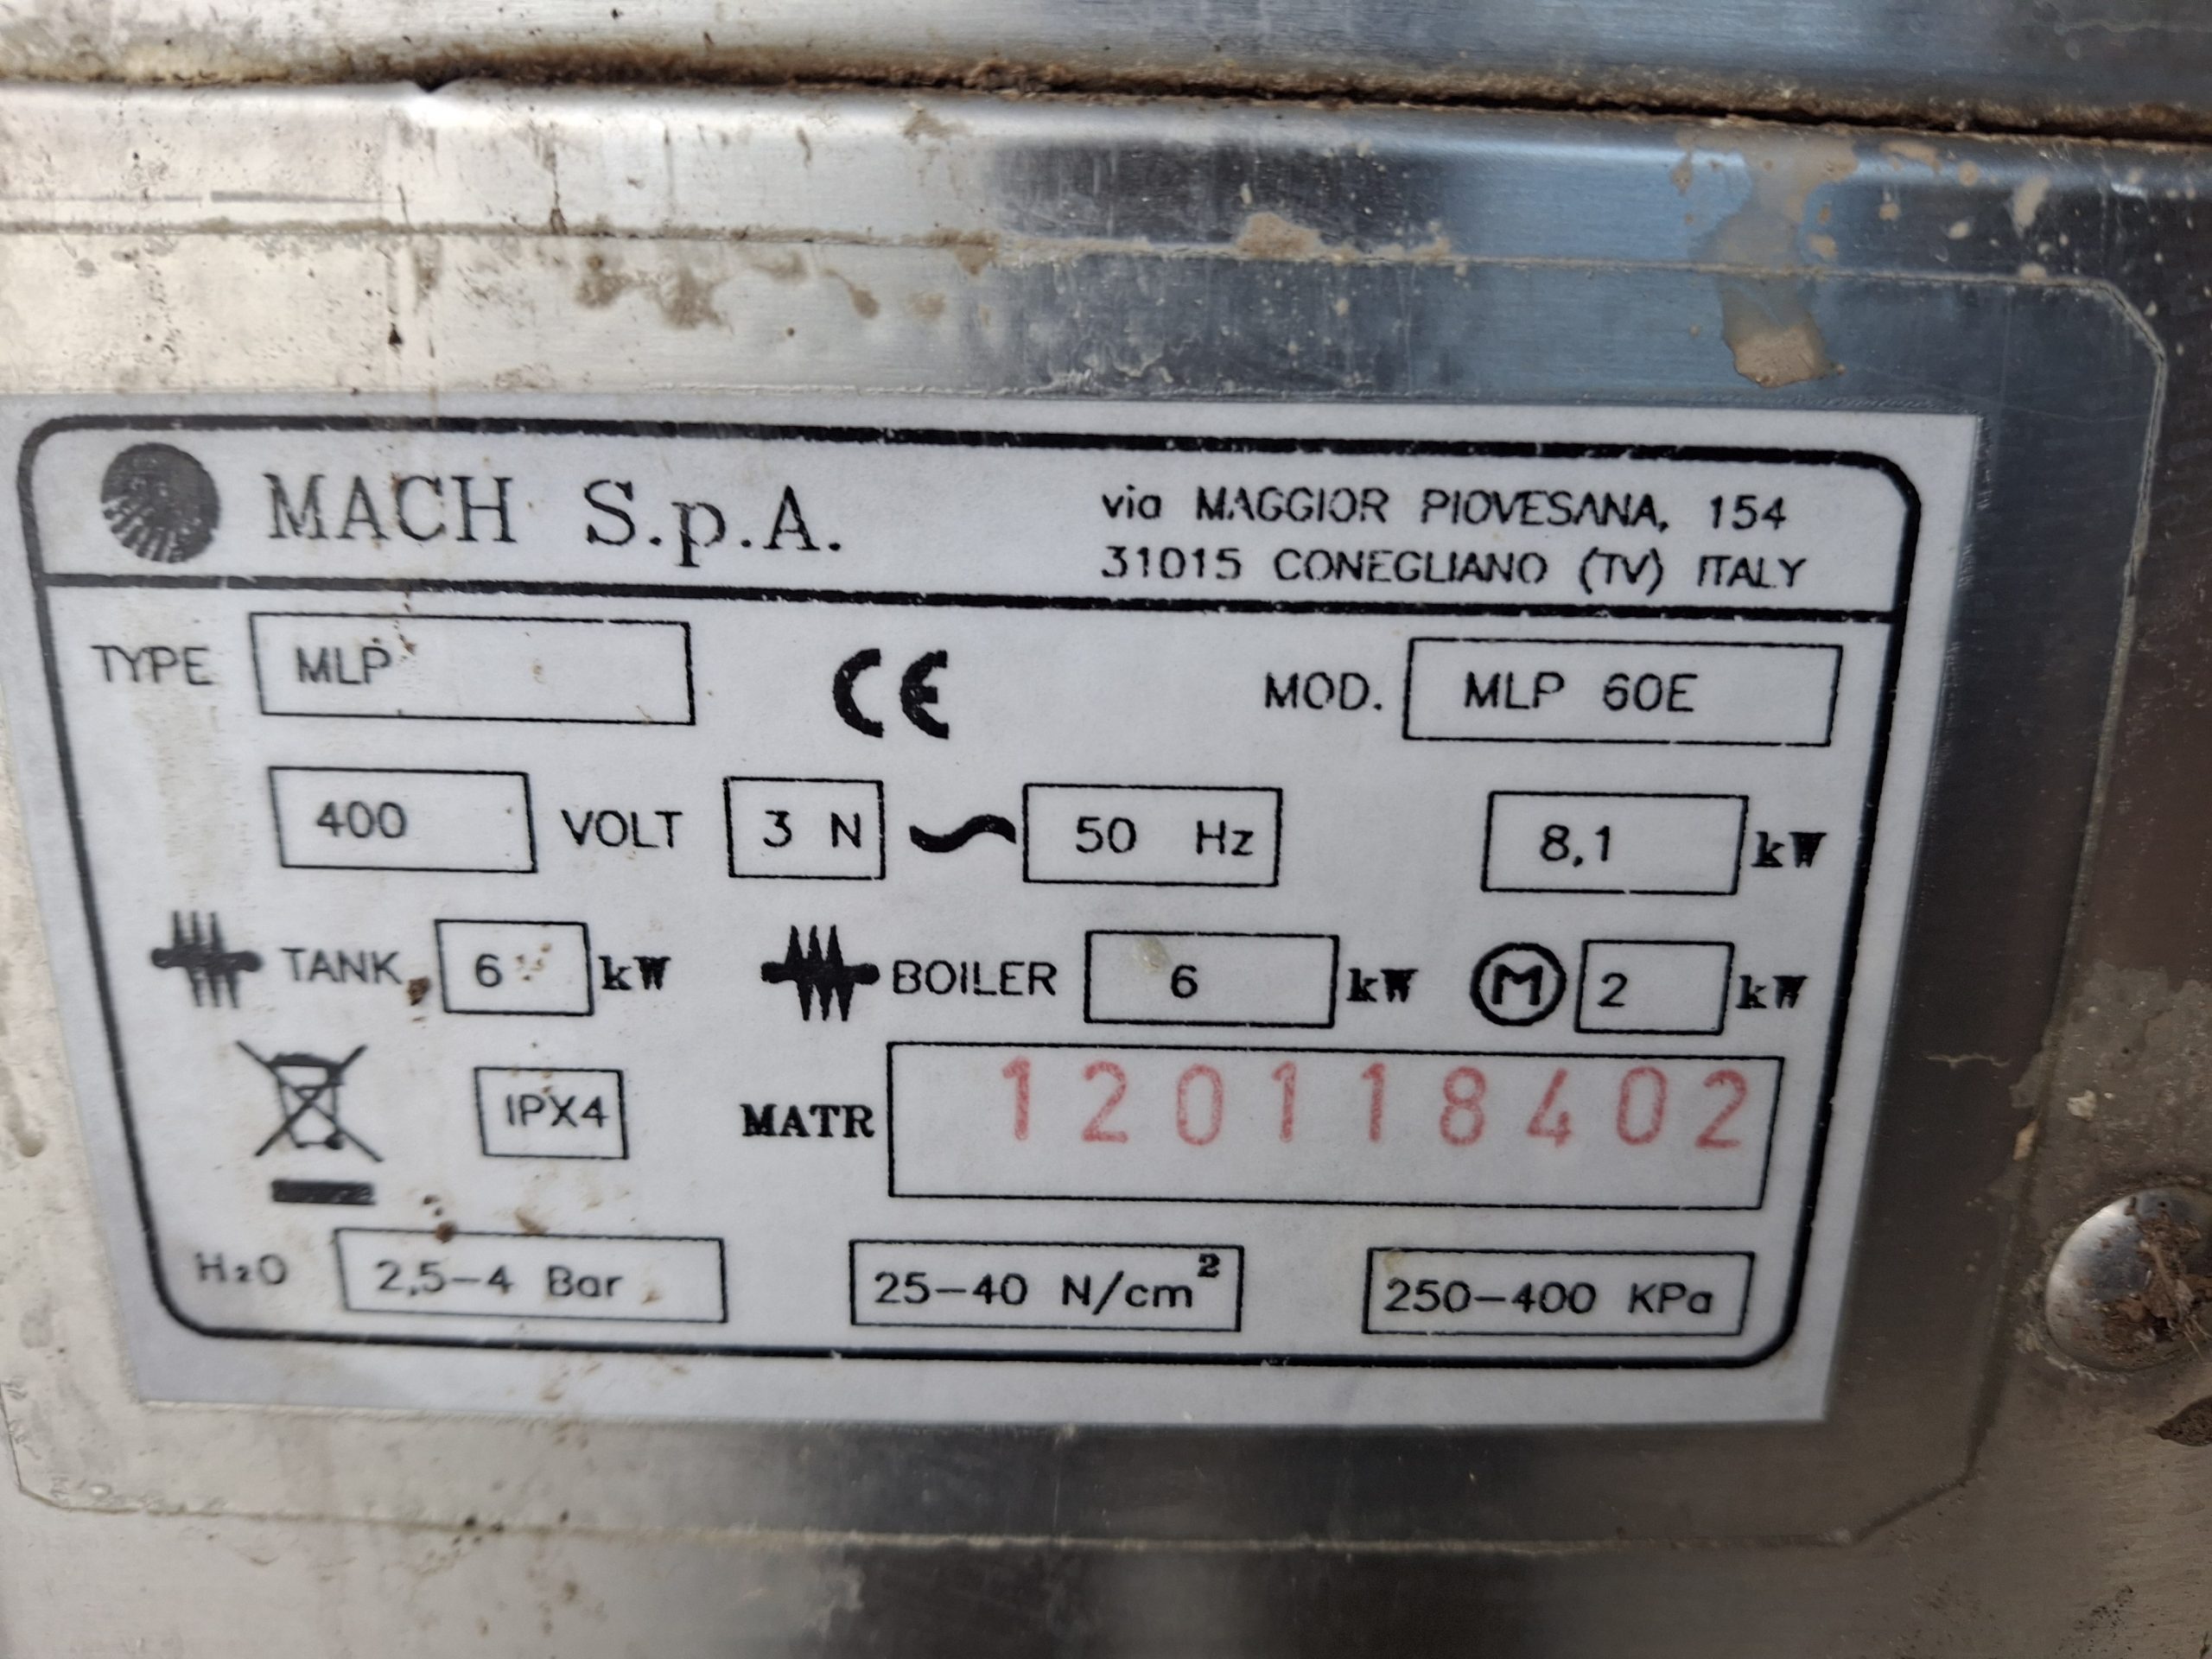 MACH S.p.A.
via MAGGIOR PIOVESANA, 154
31015 CONEGLIANO (TV) ITALY
TYPE MLP CE MOD. MLP 60E
400 VOLT 3 N ~ 50 Hz 8,1 kW
TANK 6 kW BOILER 6 kW M 2 kW
IPX4 MATR 120118402
H₂O 2,5-4 Bar 25-40 N/cm² 250-400 KPa